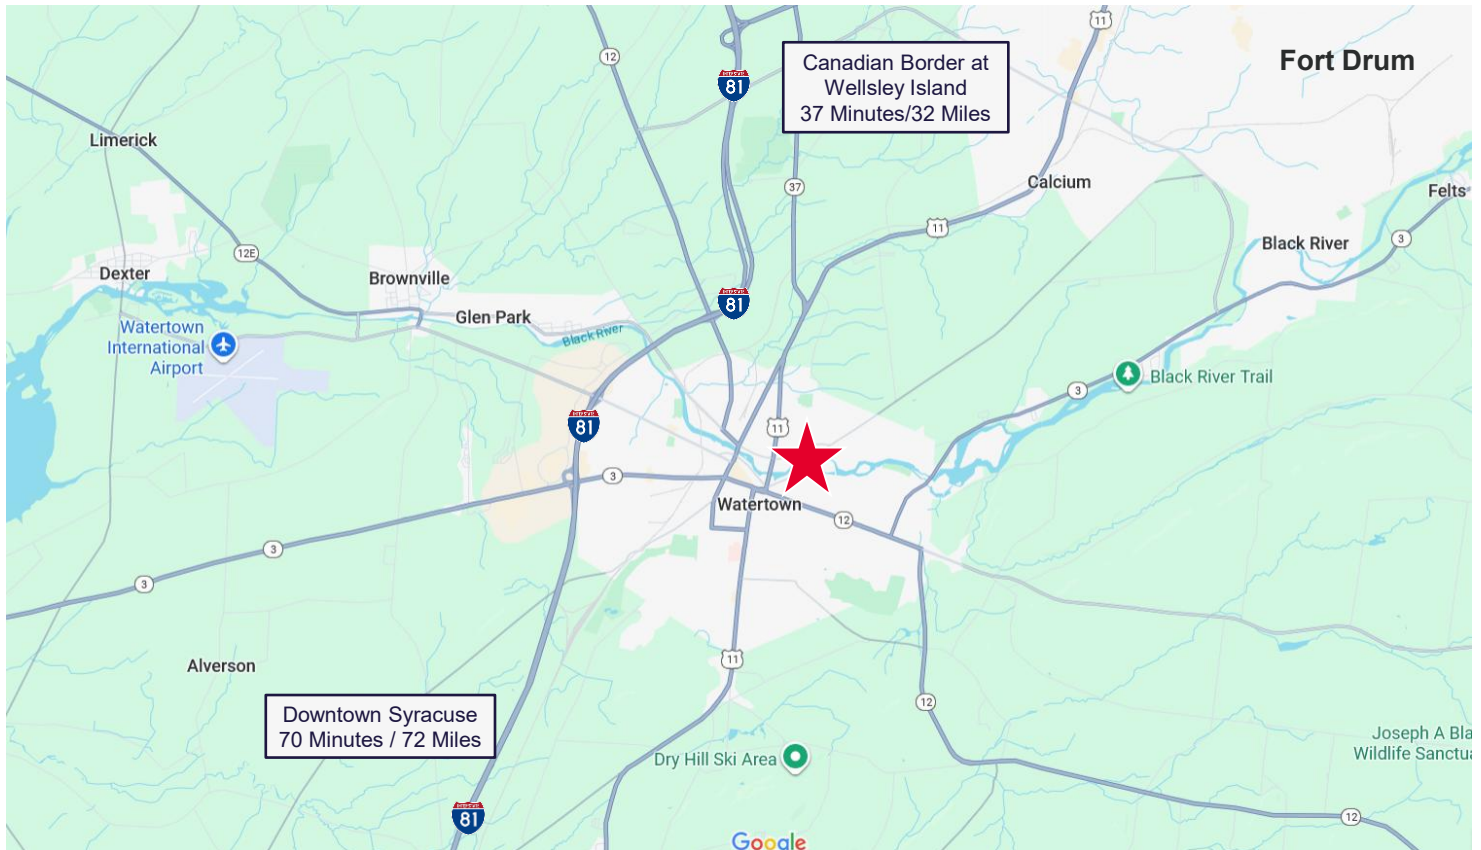 11
Fort Drum
12
Canadian Border at
Wellsley Island
37 Minutes/32 Miles
81
Limerick
37
Calcium
Felts
11
Black River
3
12E
Dexter
Brownville
81
Glen Park
Watertown
International
Airport
Black River
Black River Trail
3
81
11
3
Watertown
12
3
3
11
Alverson
12
Downtown Syracuse
70 Minutes / 72 Miles
Joseph A Bla
Wildlife Sanctua
Dry Hill Ski Area
81
12
Google